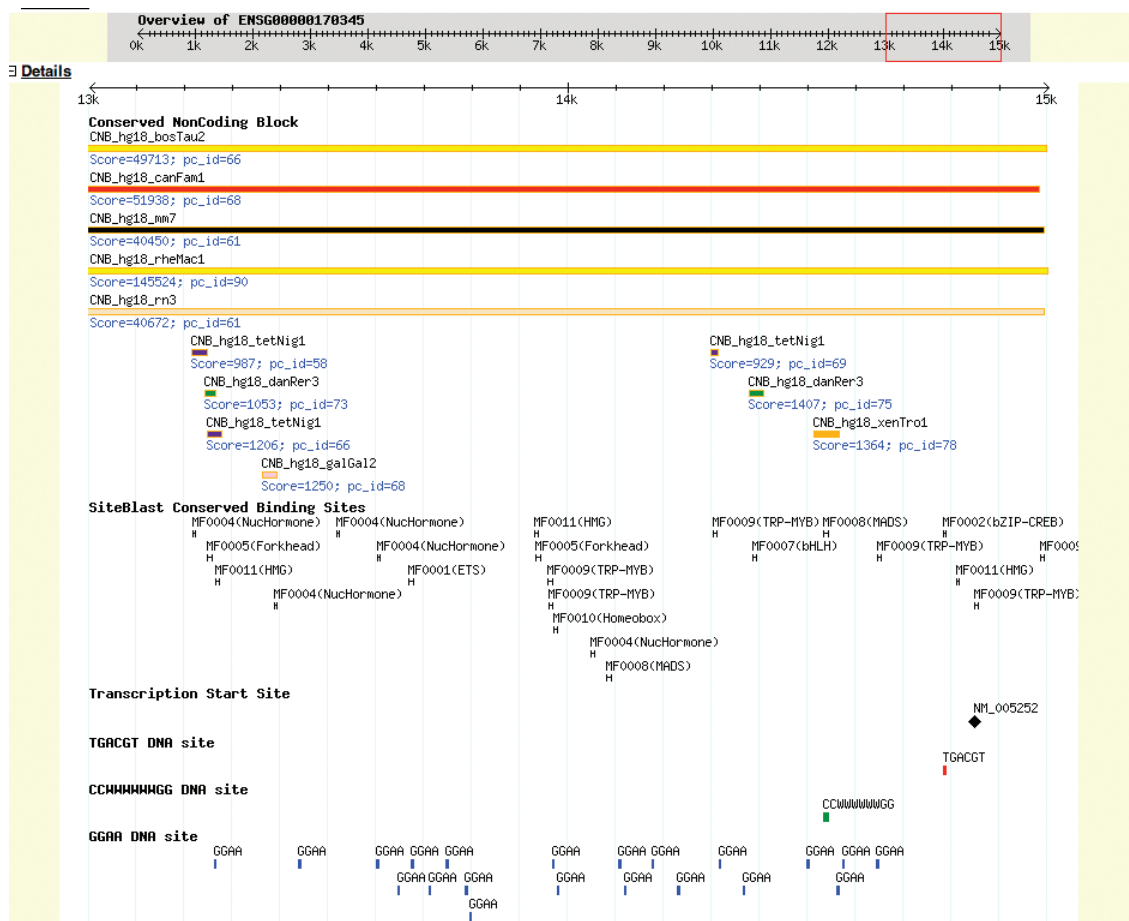 Overview of ENSG00000170345
0k 1k 2k 3k 4k 5k 6k 7k 8k 9k 10k 11k 12k 13k 14k 15k
Details
13k 14k 15k
Conserved NonCoding Block
CNB_hg18_bosTau2
Score=49713; pc_id=66
CNB_hg18_canFam1
Score=51938; pc_id=68
CNB_hg18_mm7
Score=40450; pc_id=61
CNB_hg18_rheMac1
Score=145524; pc_id=90
CNB_hg18_rn3
Score=40672; pc_id=61
CNB_hg18_tetNig1 CNB_hg18_tetNig1
Score=987; pc_id=58 Score=929; pc_id=69
CNB_hg18_danRer3 CNB_hg18_danRer3
Score=1053; pc_id=73 Score=1407; pc_id=75
CNB_hg18_tetNig1 CNB_hg18_xenTro1
Score=1206; pc_id=66 Score=1364; pc_id=78
CNB_hg18_galGal2
Score=1250; pc_id=68
SiteBlast Conserved Binding Sites
MF0004(NucHormone) MF0004(NucHormone) MF0011(HMG) MF0009(TRP-MYB) MF0008(MADS) MF0002(bZIP-CREB)
MF0005(Forkhead) MF0004(NucHormone) MF0005(Forkhead) MF0007(bHLH) MF0009(TRP-MYB) MF0009
MF0011(HMG) MF0001(ETS) MF0009(TRP-MYB) MF0011(HMG)
MF0004(NucHormone) MF0009(TRP-MYB) MF0009(TRP-MYB)
MF0010(Homeobox)
MF0004(NucHormone)
MF0008(MADS)
Transcription Start Site
NM_005252
TGACGT DNA site
TGACGT
CCWWWWWWGG DNA site
CCWWWWWWGG
GGAA DNA site
GGAA GGAA GGAA GGAA GGAA GGAA GGAA GGAA GGAA GGAA GGAA GGAA
GGAA GGAA GGAA GGAA GGAA GGAA GGAA GGAA
GGAA